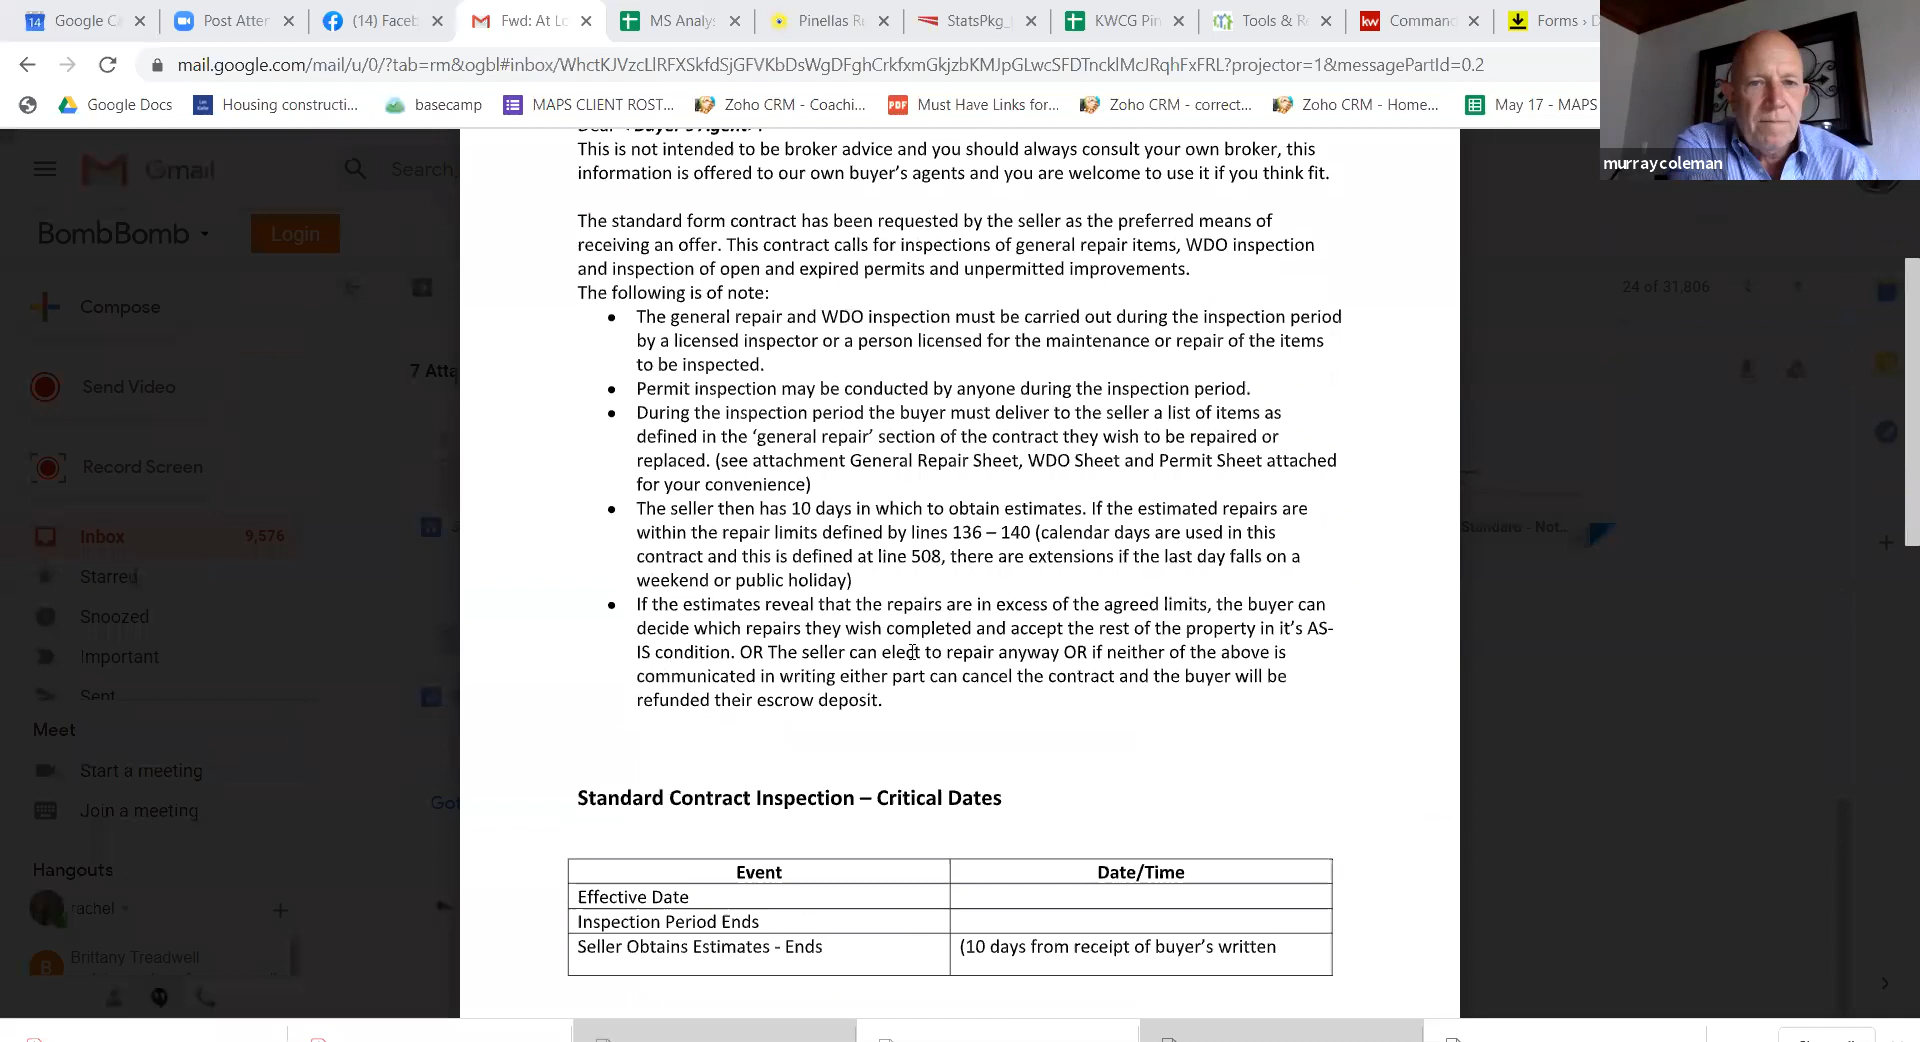 Google C
Post Atter
(14) Faceb
Fwd: At Lo
MS Analys
Pinellas Re
StatsPkg_
KWCG Pin
Tools & Re
Comman
Forms › D
mail.google.com/mail/u/0/?tab=rm&ogbl#inbox/WhctKJVzcLlRFXSkfdSjGFVKbDsWgDFghCrkfxmGkjzbKMJpGLwcSFDTncklMcJRqhFxFRL?projector=1&messagePartId=0.2
Google Docs
Housing constructi...
basecamp
MAPS CLIENT ROST...
Zoho CRM - Coachi...
Must Have Links for...
Zoho CRM - correct...
Zoho CRM - Home...
May 17 - MAPS
murray coleman
Gmail
Search,
BombBomb
Login
Compose
Send Video
7 Atta
Record Screen
Inbox 9,576
Starred
Snoozed
Important
Sent
Meet
Start a meeting
Join a meeting
Got
Hangouts
rachel
Brittany Treadwell
24 of 31,806
Standard - Not...
Dear <Buyer's Agent>:
This is not intended to be broker advice and you should always consult your own broker, this
information is offered to our own buyer's agents and you are welcome to use it if you think fit.
The standard form contract has been requested by the seller as the preferred means of
receiving an offer. This contract calls for inspections of general repair items, WDO inspection
and inspection of open and expired permits and unpermitted improvements.
The following is of note:
• The general repair and WDO inspection must be carried out during the inspection period
by a licensed inspector or a person licensed for the maintenance or repair of the items
to be inspected.
• Permit inspection may be conducted by anyone during the inspection period.
• During the inspection period the buyer must deliver to the seller a list of items as
defined in the 'general repair' section of the contract they wish to be repaired or
replaced. (see attachment General Repair Sheet, WDO Sheet and Permit Sheet attached
for your convenience)
• The seller then has 10 days in which to obtain estimates. If the estimated repairs are
within the repair limits defined by lines 136 – 140 (calendar days are used in this
contract and this is defined at line 508, there are extensions if the last day falls on a
weekend or public holiday)
• If the estimates reveal that the repairs are in excess of the agreed limits, the buyer can
decide which repairs they wish completed and accept the rest of the property in it's AS-
IS condition. OR The seller can elect to repair anyway OR if neither of the above is
communicated in writing either part can cancel the contract and the buyer will be
refunded their escrow deposit.
Standard Contract Inspection – Critical Dates
Event Date/Time
Effective Date
Inspection Period Ends
Seller Obtains Estimates - Ends (10 days from receipt of buyer's written